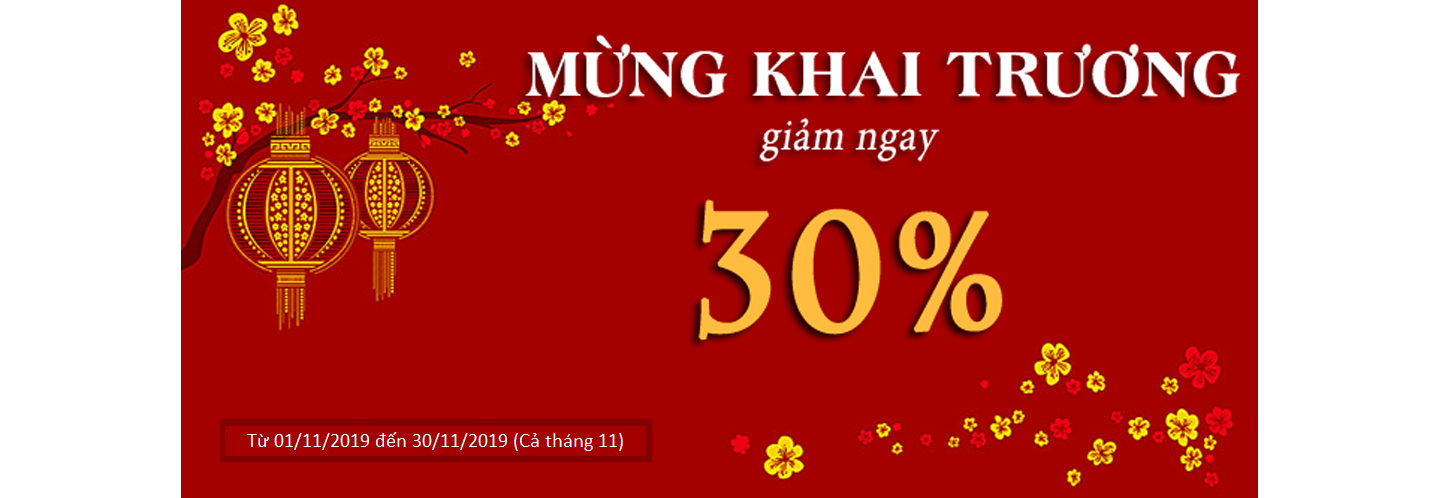 MỪNG KHAI TRƯƠNG
giảm ngay
30%
Từ 01/11/2019 đến 30/11/2019 (Cả tháng 11)